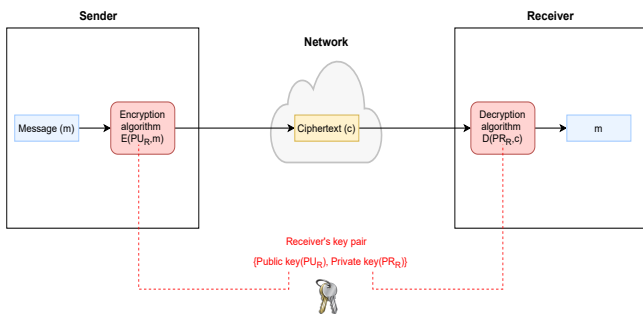 Sender
Network
Receiver
Message (m)
Encryption
algorithm
E(PU_R,m)
Ciphertext (c)
Decryption
algorithm
D(PR_R,c)
m
Receiver's key pair
{Public key(PU_R), Private key(PR_R)}